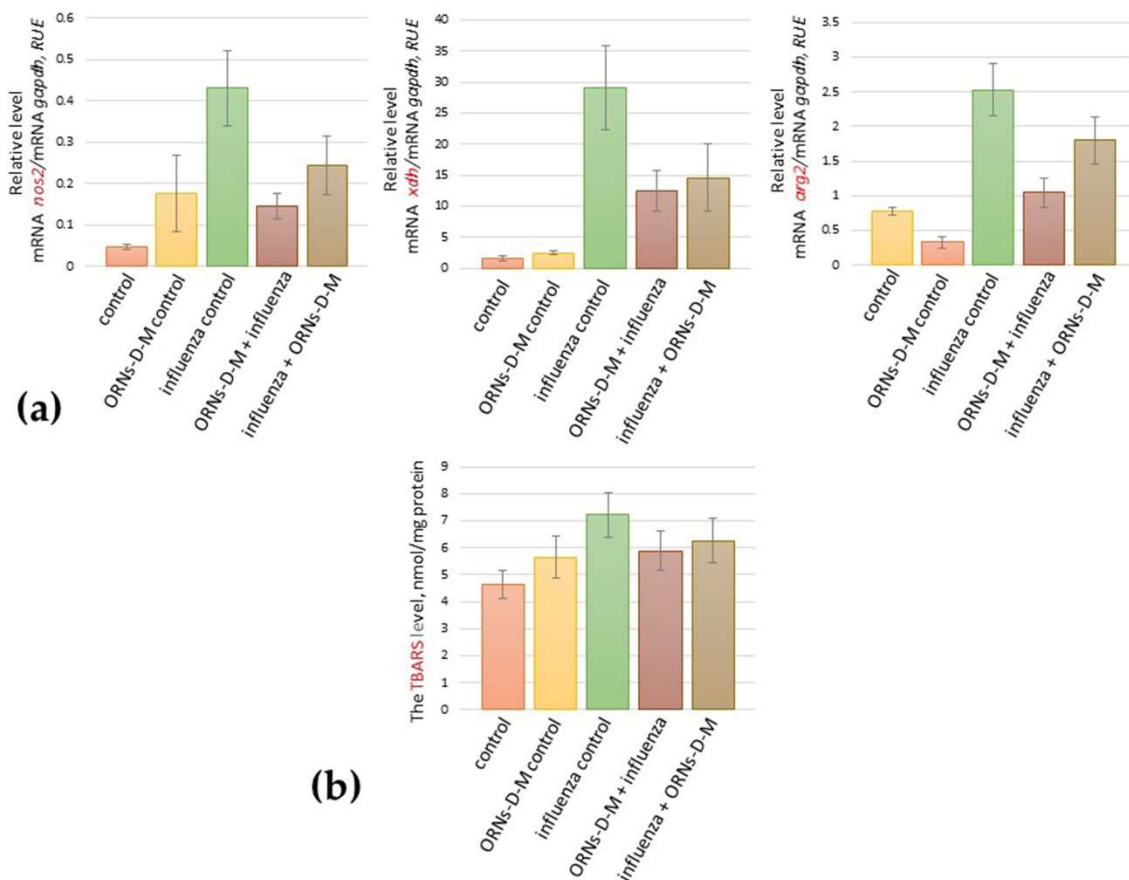 Relative level
mRNA nos2/mRNA gapdh, RUE
0.6
0.5
0.4
0.3
0.2
0.1
0
control
ORNs-D-M control
influenza control
ORNs-D-M + influenza
influenza + ORNs-D-M
Relative level
mRNA xdh/mRNA gapdh, RUE
40
35
30
25
20
15
10
5
0
control
ORNs-D-M control
influenza control
ORNs-D-M + influenza
influenza + ORNs-D-M
Relative level
mRNA arg2/mRNA gapdh, RUE
3.5
3
2.5
2
1.5
1
0.5
0
control
ORNs-D-M control
influenza control
ORNs-D-M + influenza
influenza + ORNs-D-M
(a)
The TBARS level, nmol/mg protein
9
8
7
6
5
4
3
2
1
0
control
ORNs-D-M control
influenza control
ORNs-D-M + influenza
influenza + ORNs-D-M
(b)